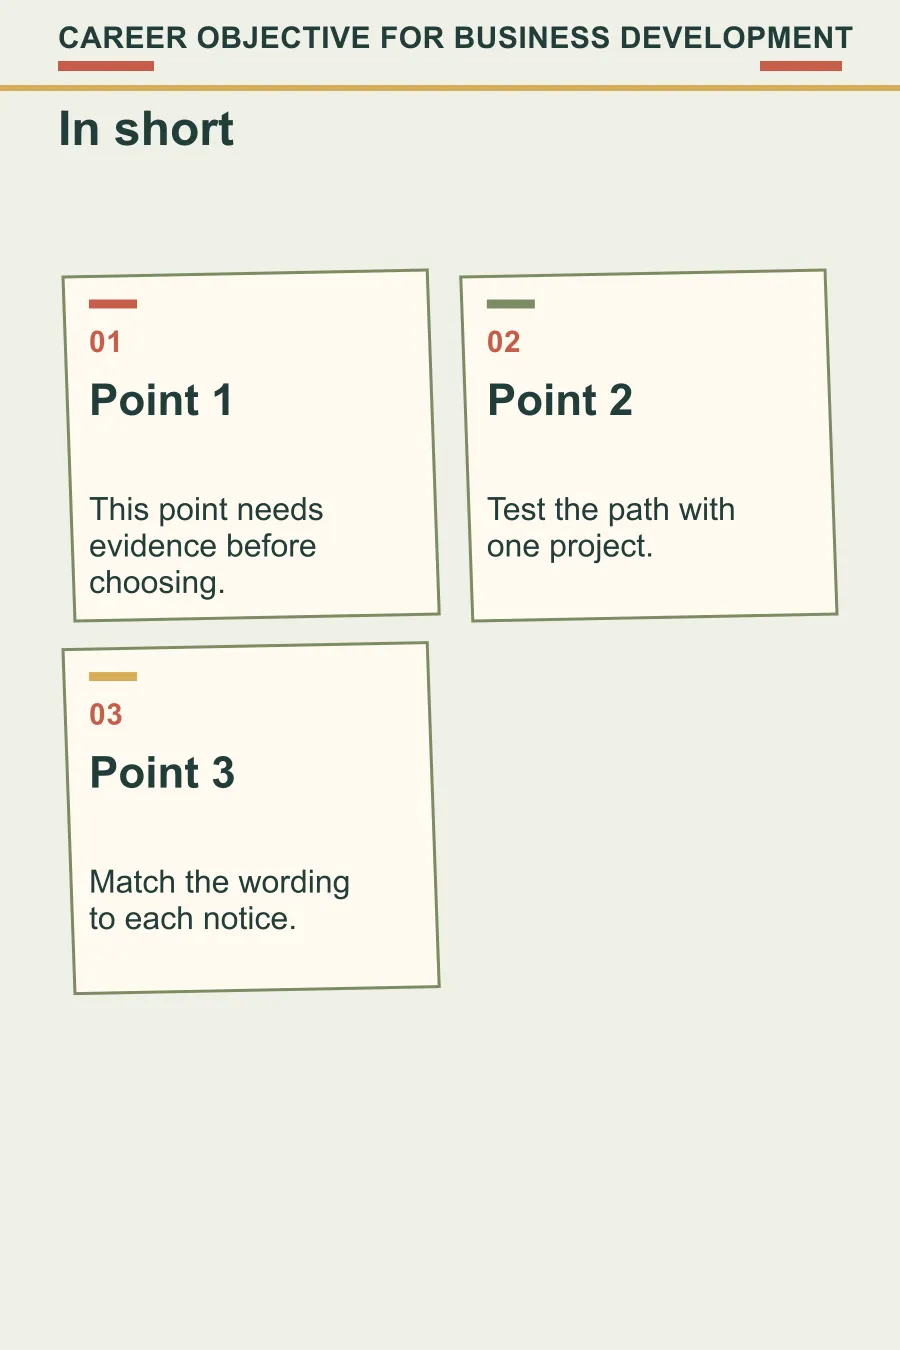 CAREER OBJECTIVE FOR BUSINESS DEVELOPMENT
In short
01
Point 1
This point needs
evidence before
choosing.
02
Point 2
Test the path with
one project.
03
Point 3
Match the wording
to each notice.